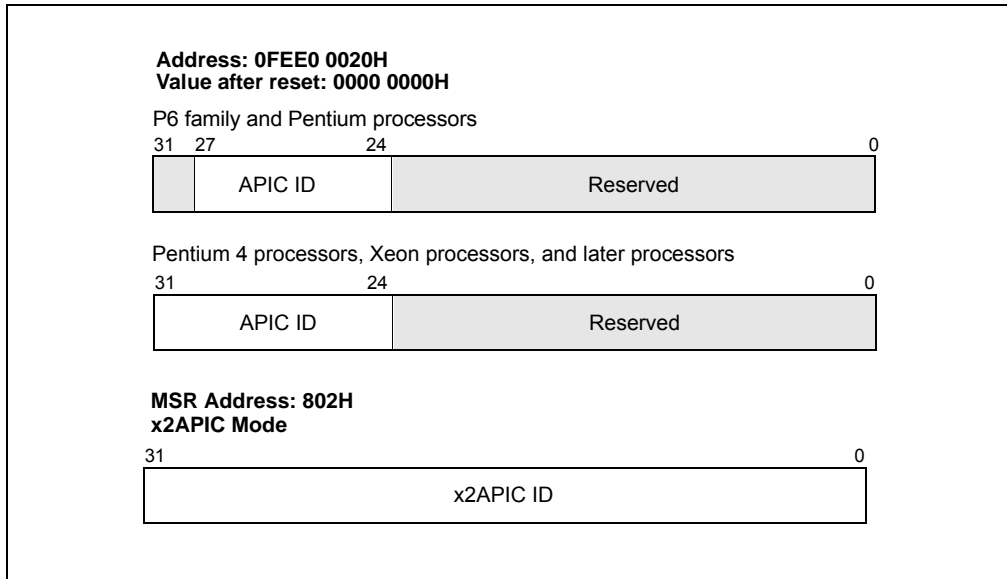 Address: 0FEE0 0020H
Value after reset: 0000 0000H
P6 family and Pentium processors
31 27 24 0
APIC ID Reserved
Pentium 4 processors, Xeon processors, and later processors
31 24 0
APIC ID Reserved
MSR Address: 802H
x2APIC Mode
31 0
x2APIC ID